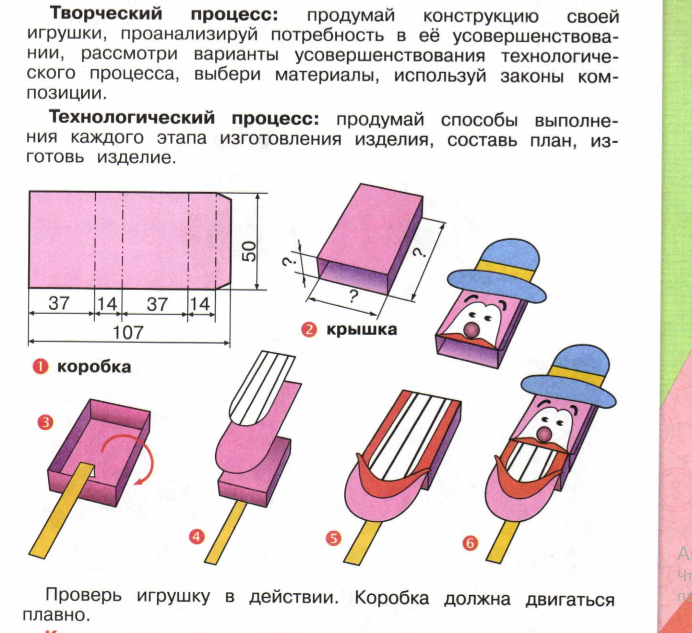 Творческий процесс: продумай конструкцию своей
игрушки, проанализируй потребность в её усовершенствова-
нии, рассмотри варианты усовершенствования технологиче-
ского процесса, выбери материалы, используй законы ком-
позиции.
Технологический процесс: продумай способы выполне-
ния каждого этапа изготовления изделия, составь план, из-
готовь изделие.
50
37 14 37 14
107
? ? ?
1 коробка
2 крышка
3
4
5
6
Проверь игрушку в действии. Коробка должна двигаться
плавно.